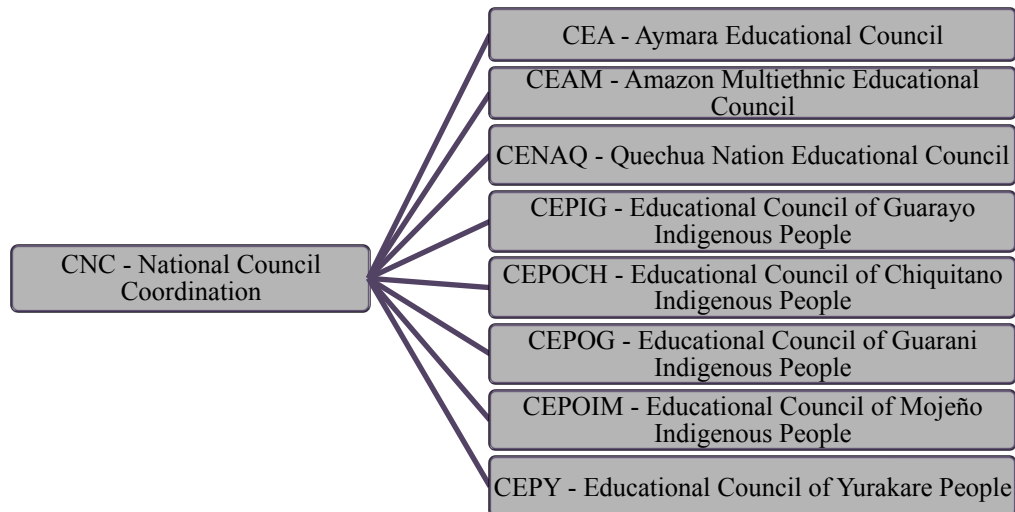 CEA - Aymara Educational Council
CEAM - Amazon Multiethnic Educational
Council
CENAQ - Quechua Nation Educational Council
CEPIG - Educational Council of Guarayo
Indigenous People
CNC - National Council
Coordination
CEPOCH - Educational Council of Chiquitano
Indigenous People
CEPOG - Educational Council of Guarani
Indigenous People
CEPOIM - Educational Council of Mojeño
Indigenous People
CEPY - Educational Council of Yurakare People